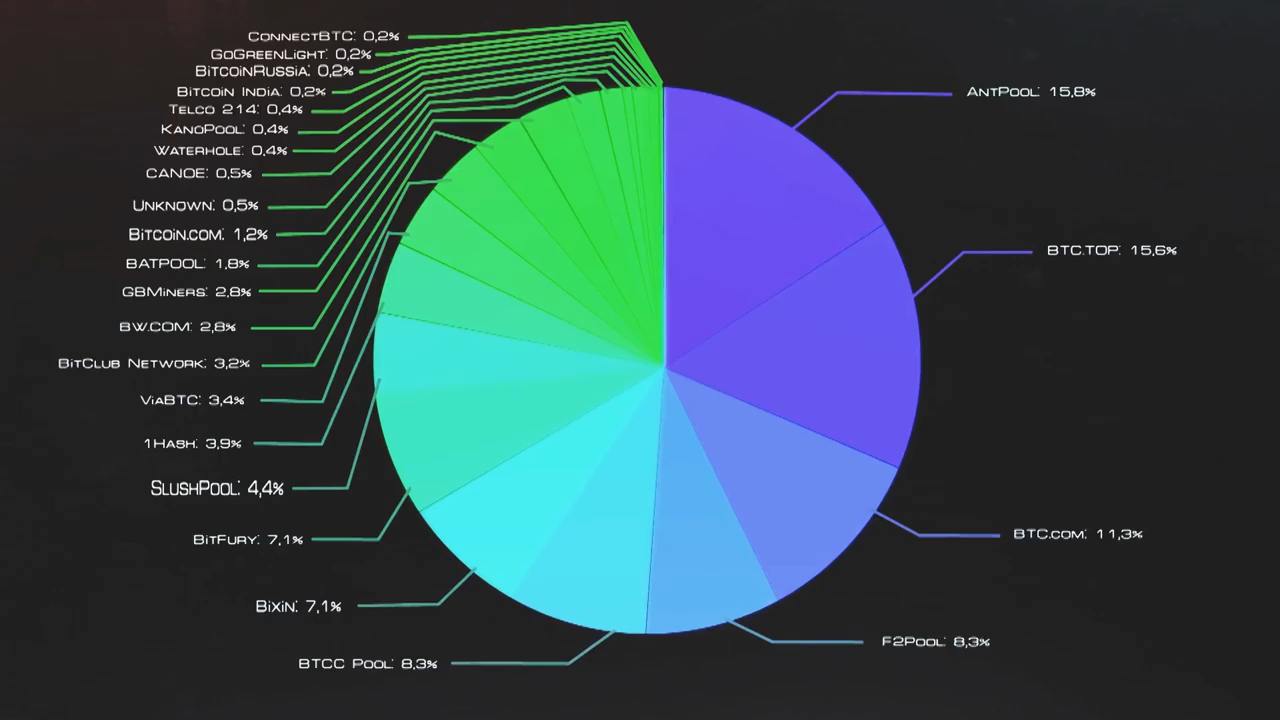 ConnectBTC: 0,2%
GoGreenLight: 0,2%
BitcoinRussia: 0,2%
Bitcoin India: 0,2%
Telco 214: 0,4%
KanoPool: 0,4%
Waterhole: 0,4%
CANOE: 0,5%
Unknown: 0,5%
Bitcoin.com: 1,2%
BATPOOL: 1,8%
GBMiners: 2,8%
BW.COM: 2,8%
BitClub Network: 3,2%
ViaBTC: 3,4%
1Hash: 3,9%
SlushPool: 4,4%
BitFury: 7,1%
Bixin: 7,1%
BTCC Pool: 8,3%
AntPool: 15,8%
BTC.TOP: 15,6%
BTC.com: 11,3%
F2Pool: 8,3%